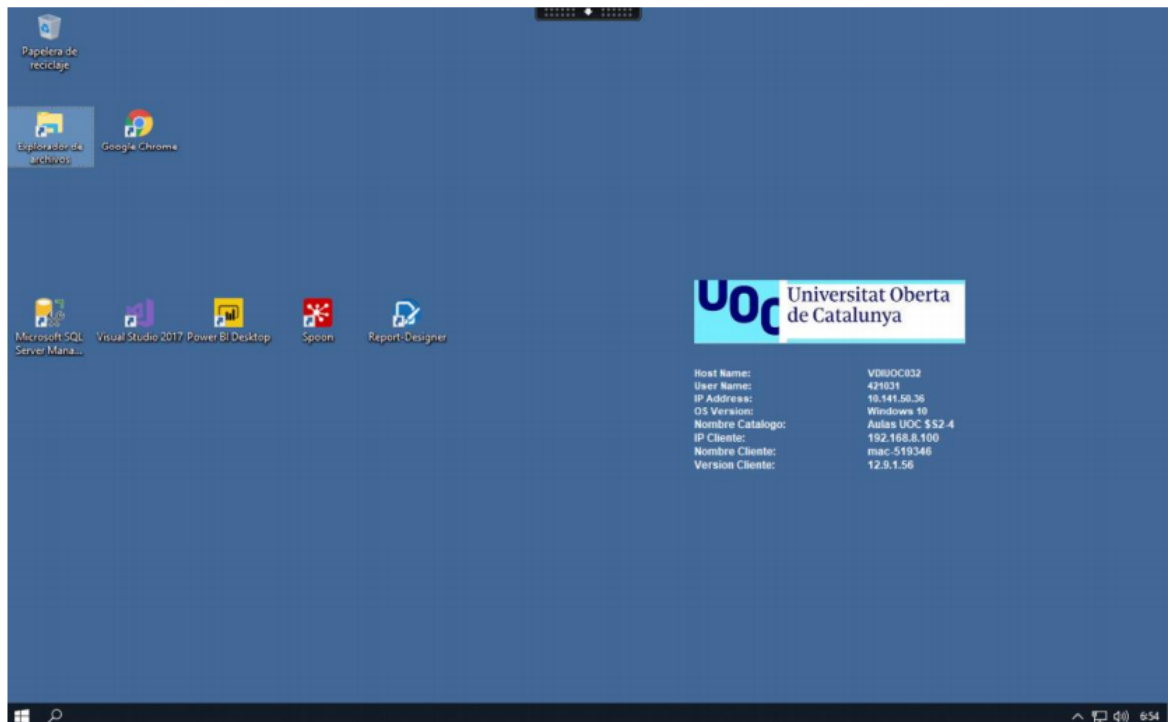 Papelera de
reciclaje
Explorador de
archivos
Google Chrome
Microsoft SQL
Server Mana...
Visual Studio 2017
Power BI Desktop
Spoon
Report-Designer
UOC
Universitat Oberta
de Catalunya
Host Name: VDIUOC032
User Name: 421031
IP Address: 10.141.50.36
OS Version: Windows 10
Nombre Catalogo: Aulas UOC $S2-4
IP Cliente: 192.168.8.100
Nombre Cliente: mac-519346
Version Cliente: 12.9.1.56
6:54